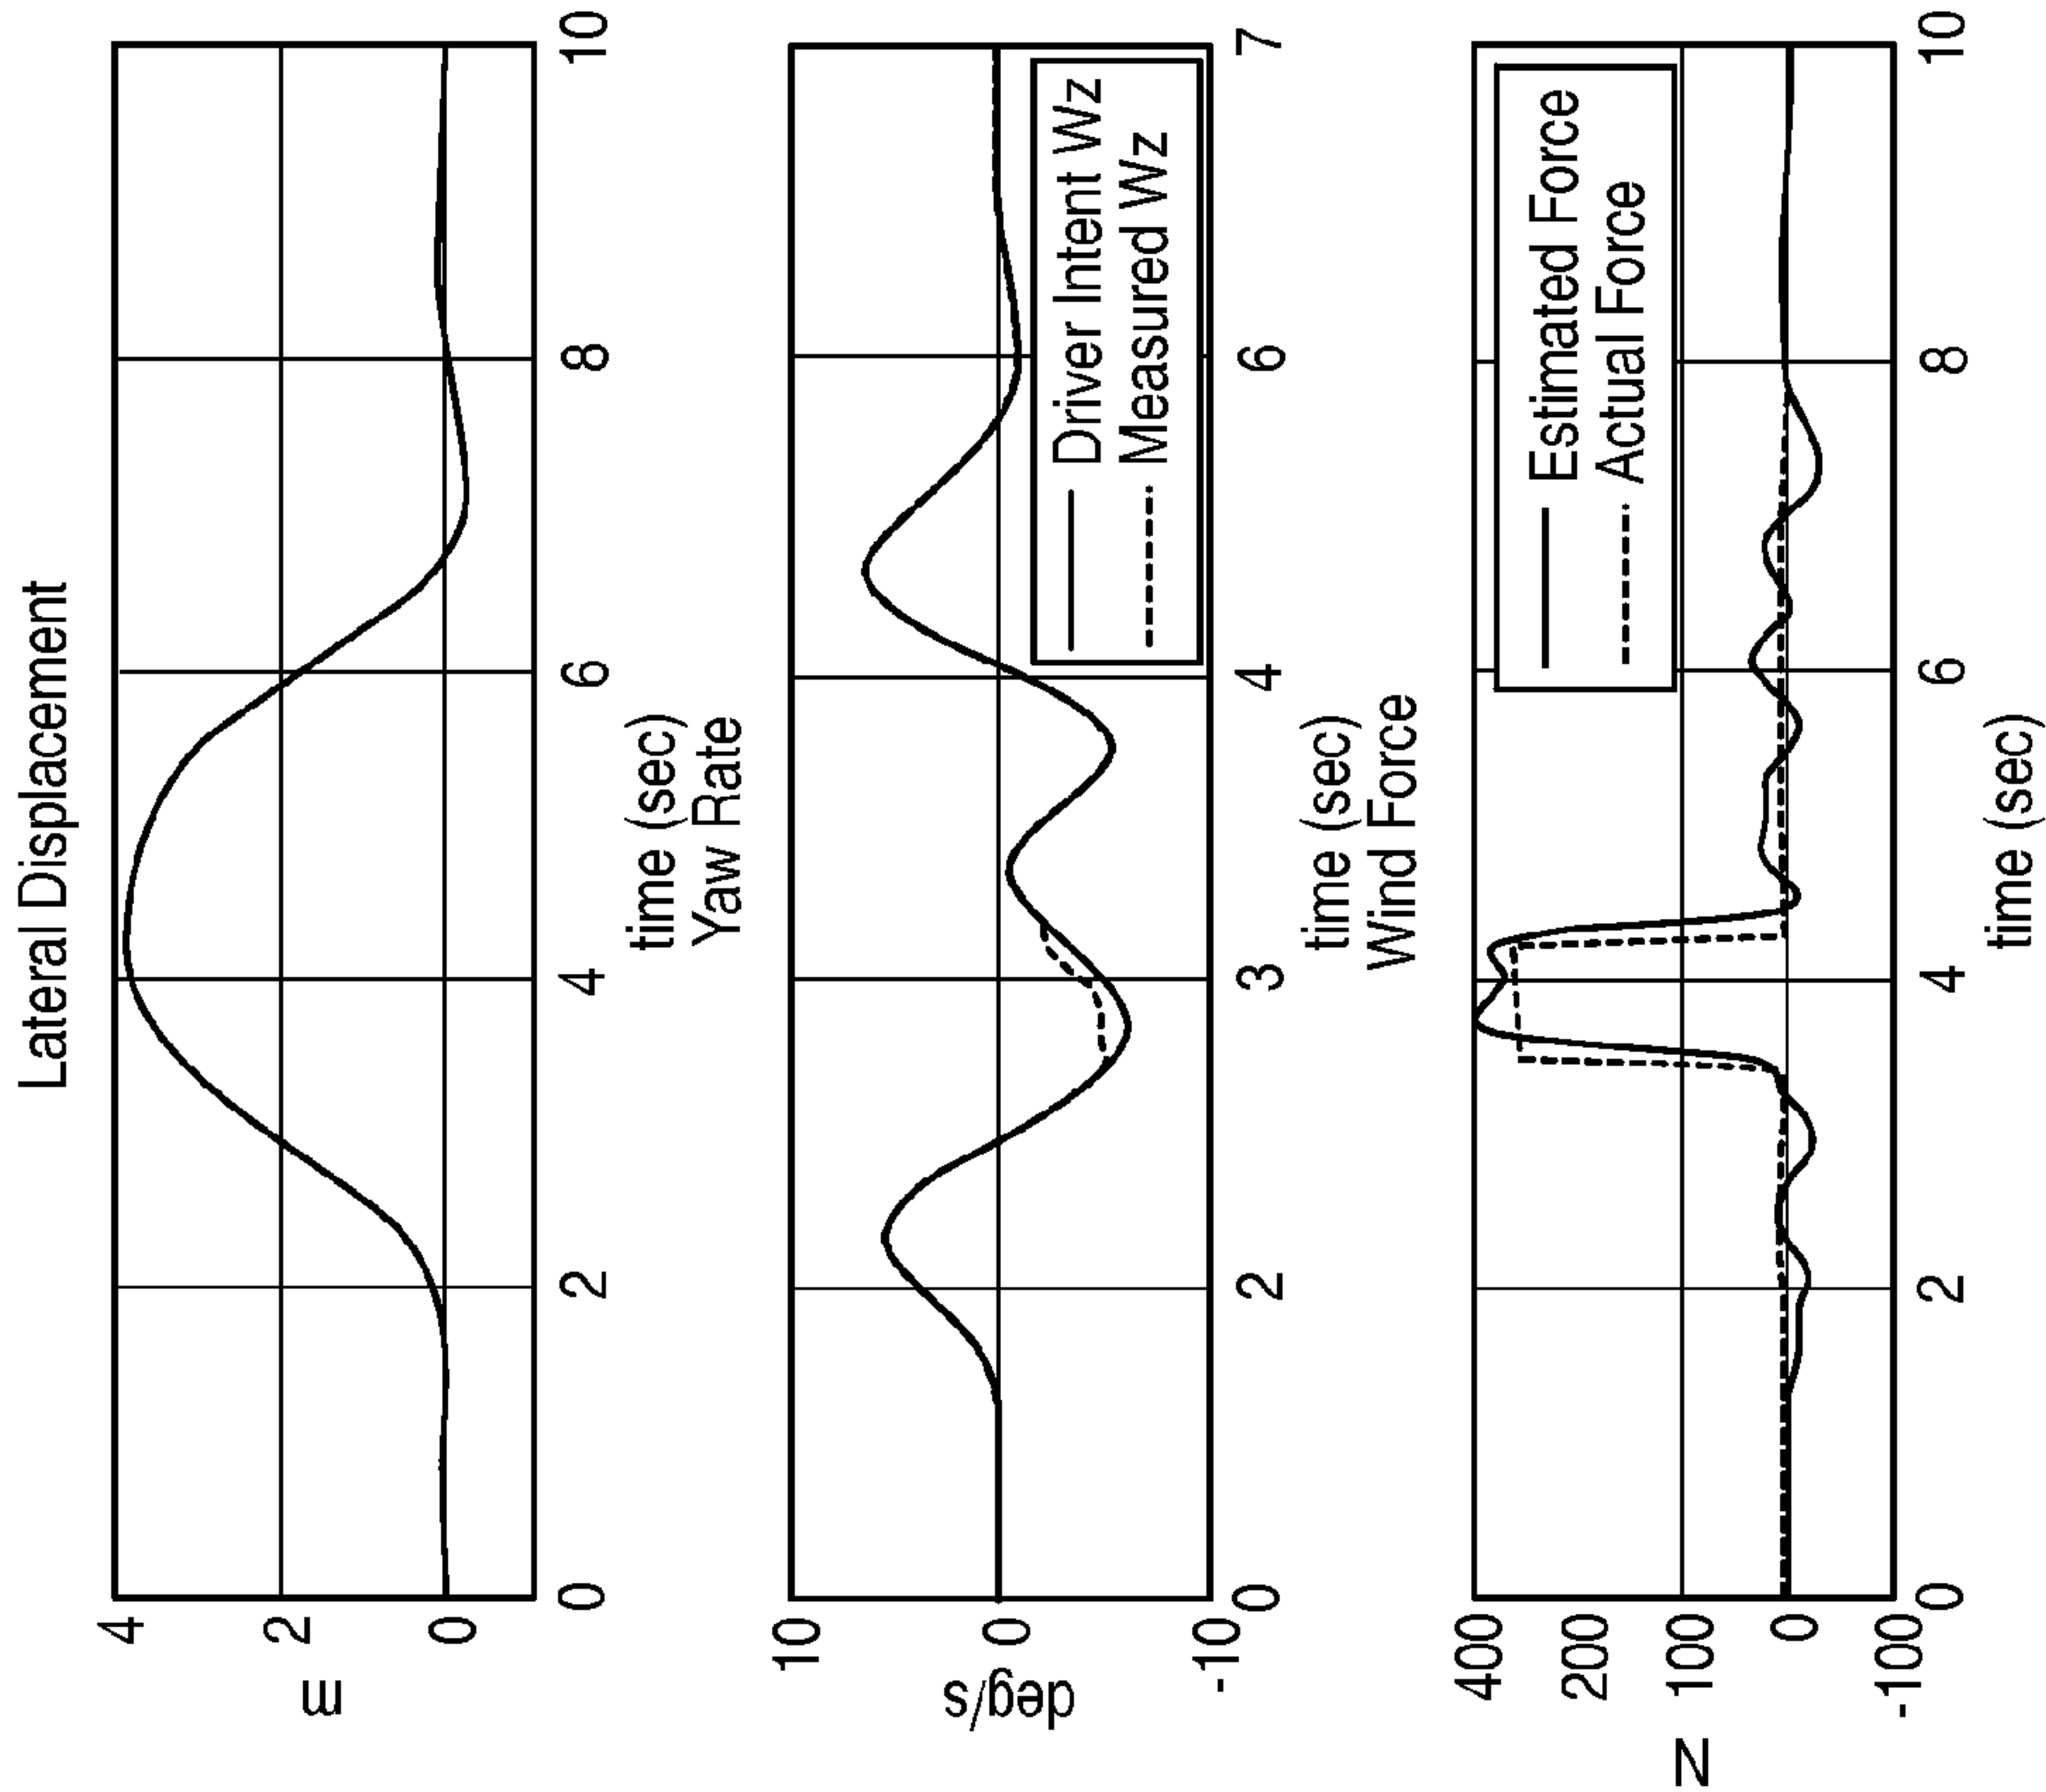 Lateral Displacement
m
4
2
0
0 2 4 6 8 10
time (sec)
Yaw Rate
deg/s
10
0
-10
Driver Intent Wz
Measured Wz
0 2 3 4 6 7
time (sec)
Wind Force
N
400
2000
100
0
-100
Estimated Force
Actual Force
0 2 4 6 8 10
time (sec)